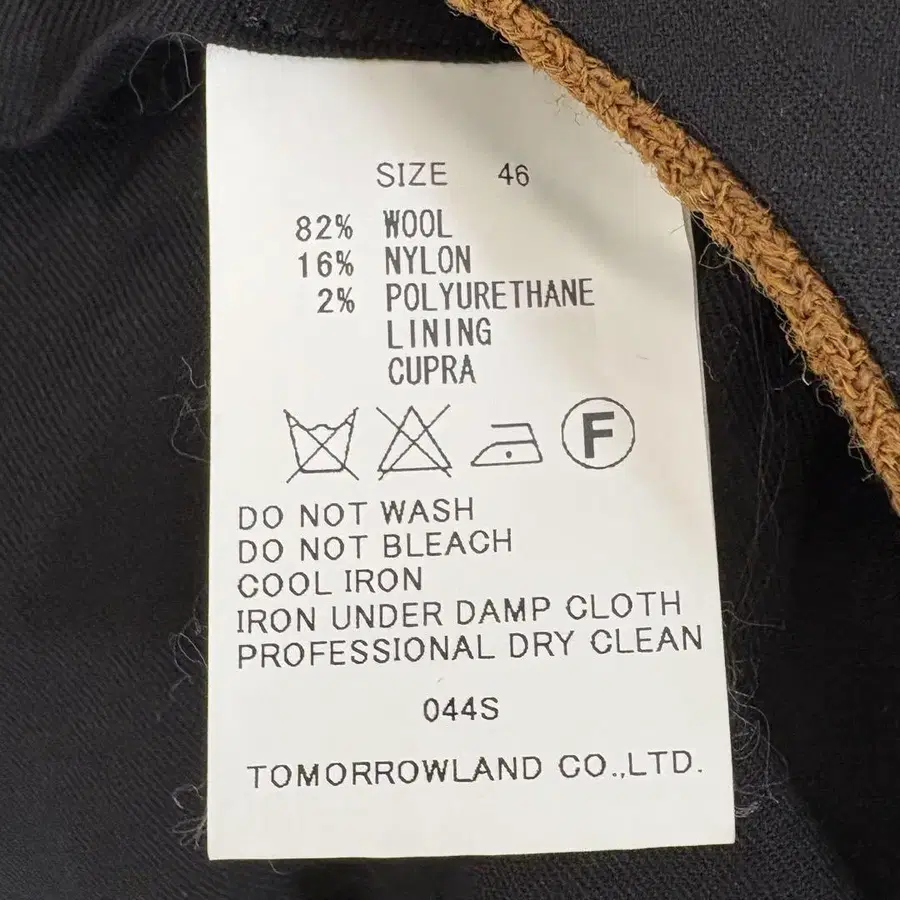 SIZE 46
82% WOOL
16% NYLON
2% POLYURETHANE
LINING
CUPRA
F
DO NOT WASH
DO NOT BLEACH
COOL IRON
IRON UNDER DAMP CLOTH
PROFESSIONAL DRY CLEAN
044S
TOMORROWLAND CO.,LTD.